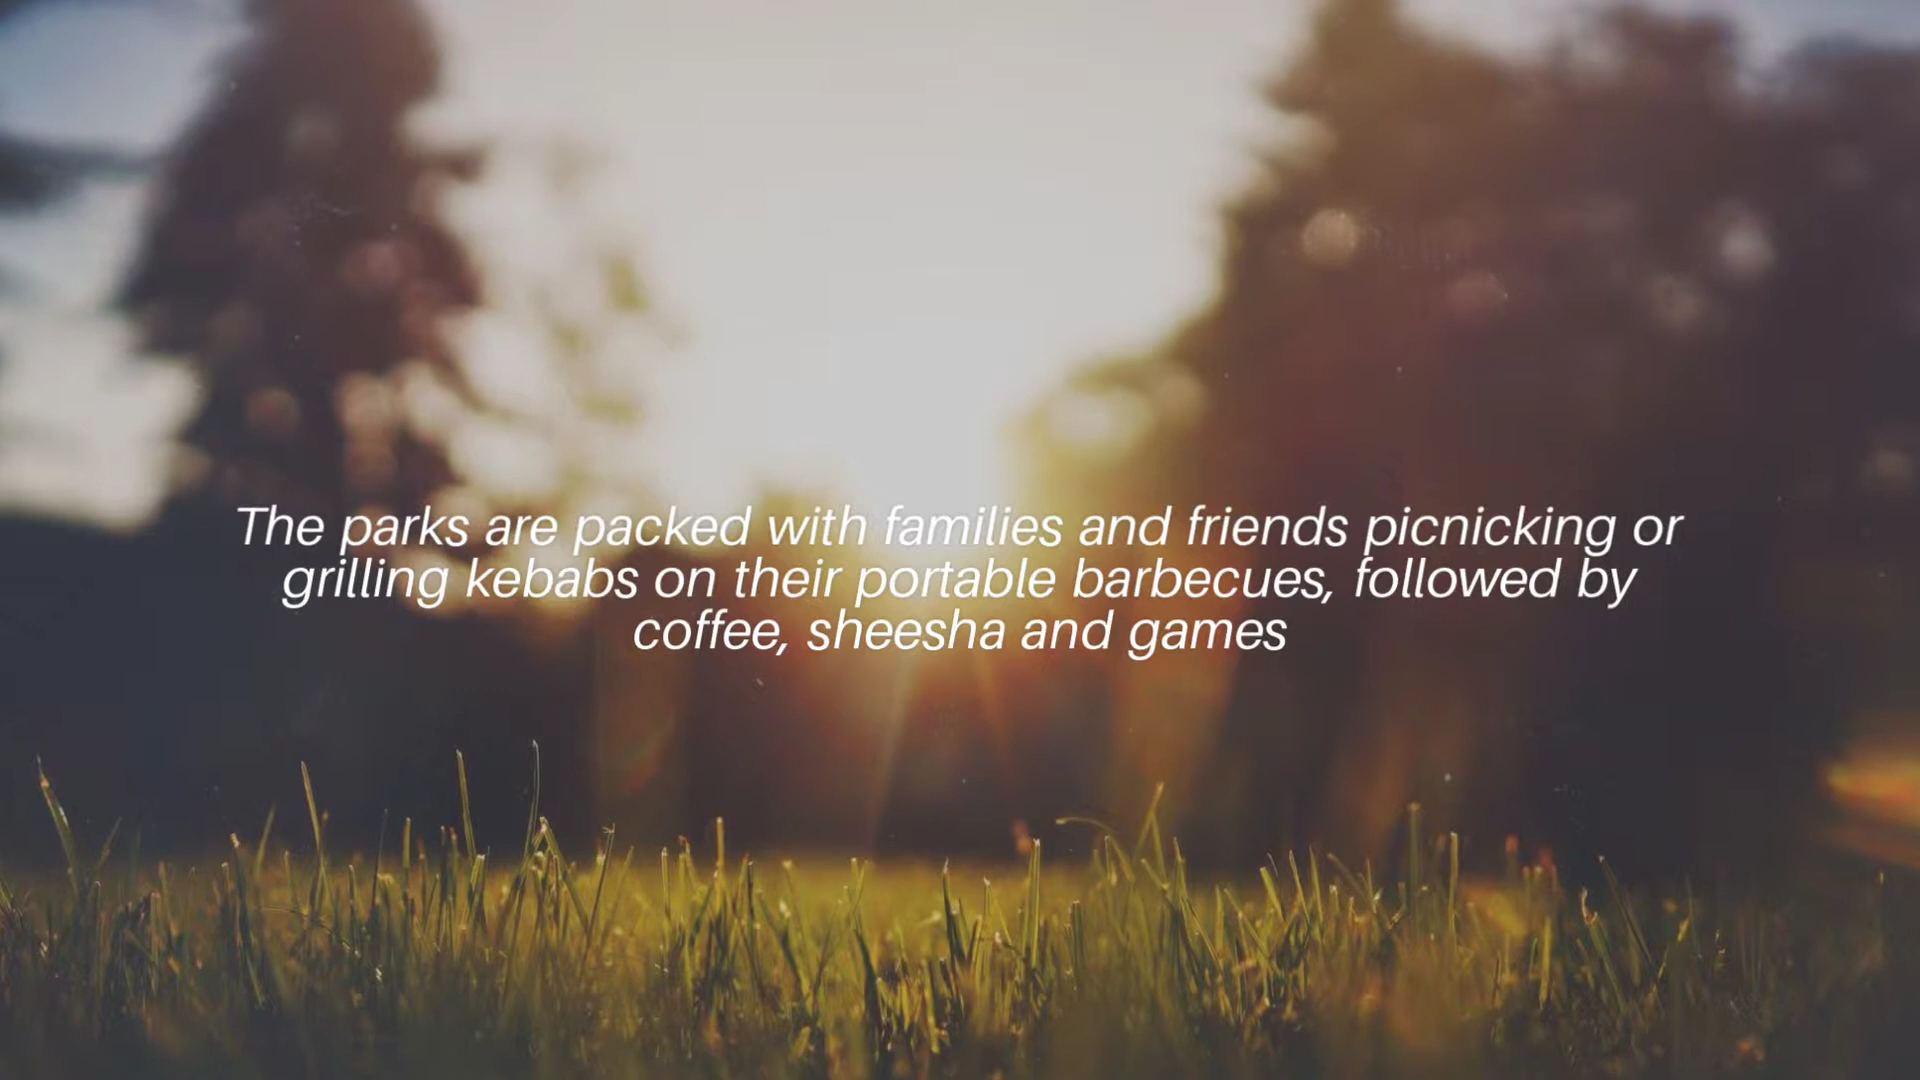 The parks are packed with families and friends picnicking or
grilling kebabs on their portable barbecues, followed by
coffee, sheesha and games